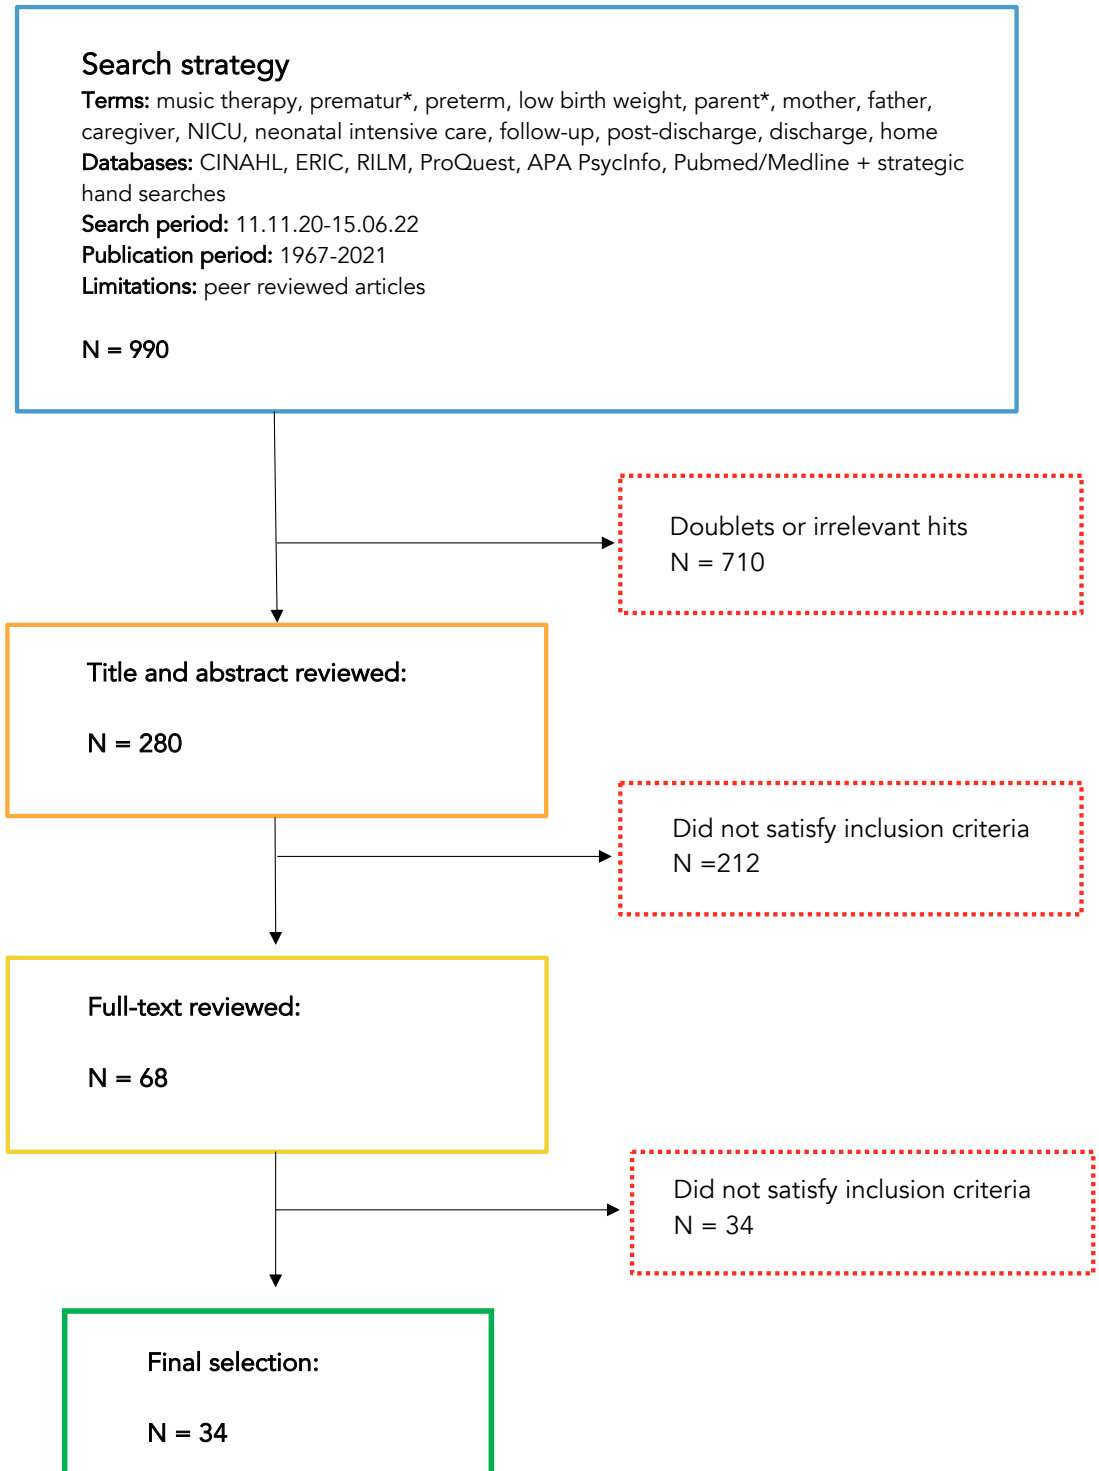 Search strategy
Terms: music therapy, prematur*, preterm, low birth weight, parent*, mother, father,
caregiver, NICU, neonatal intensive care, follow-up, post-discharge, discharge, home
Databases: CINAHL, ERIC, RILM, ProQuest, APA PsycInfo, Pubmed/Medline + strategic
hand searches
Search period: 11.11.20-15.06.22
Publication period: 1967-2021
Limitations: peer reviewed articles
N = 990
Doublets or irrelevant hits
N = 710
Title and abstract reviewed:
N = 280
Did not satisfy inclusion criteria
N =212
Full-text reviewed:
N = 68
Did not satisfy inclusion criteria
N = 34
Final selection:
N = 34